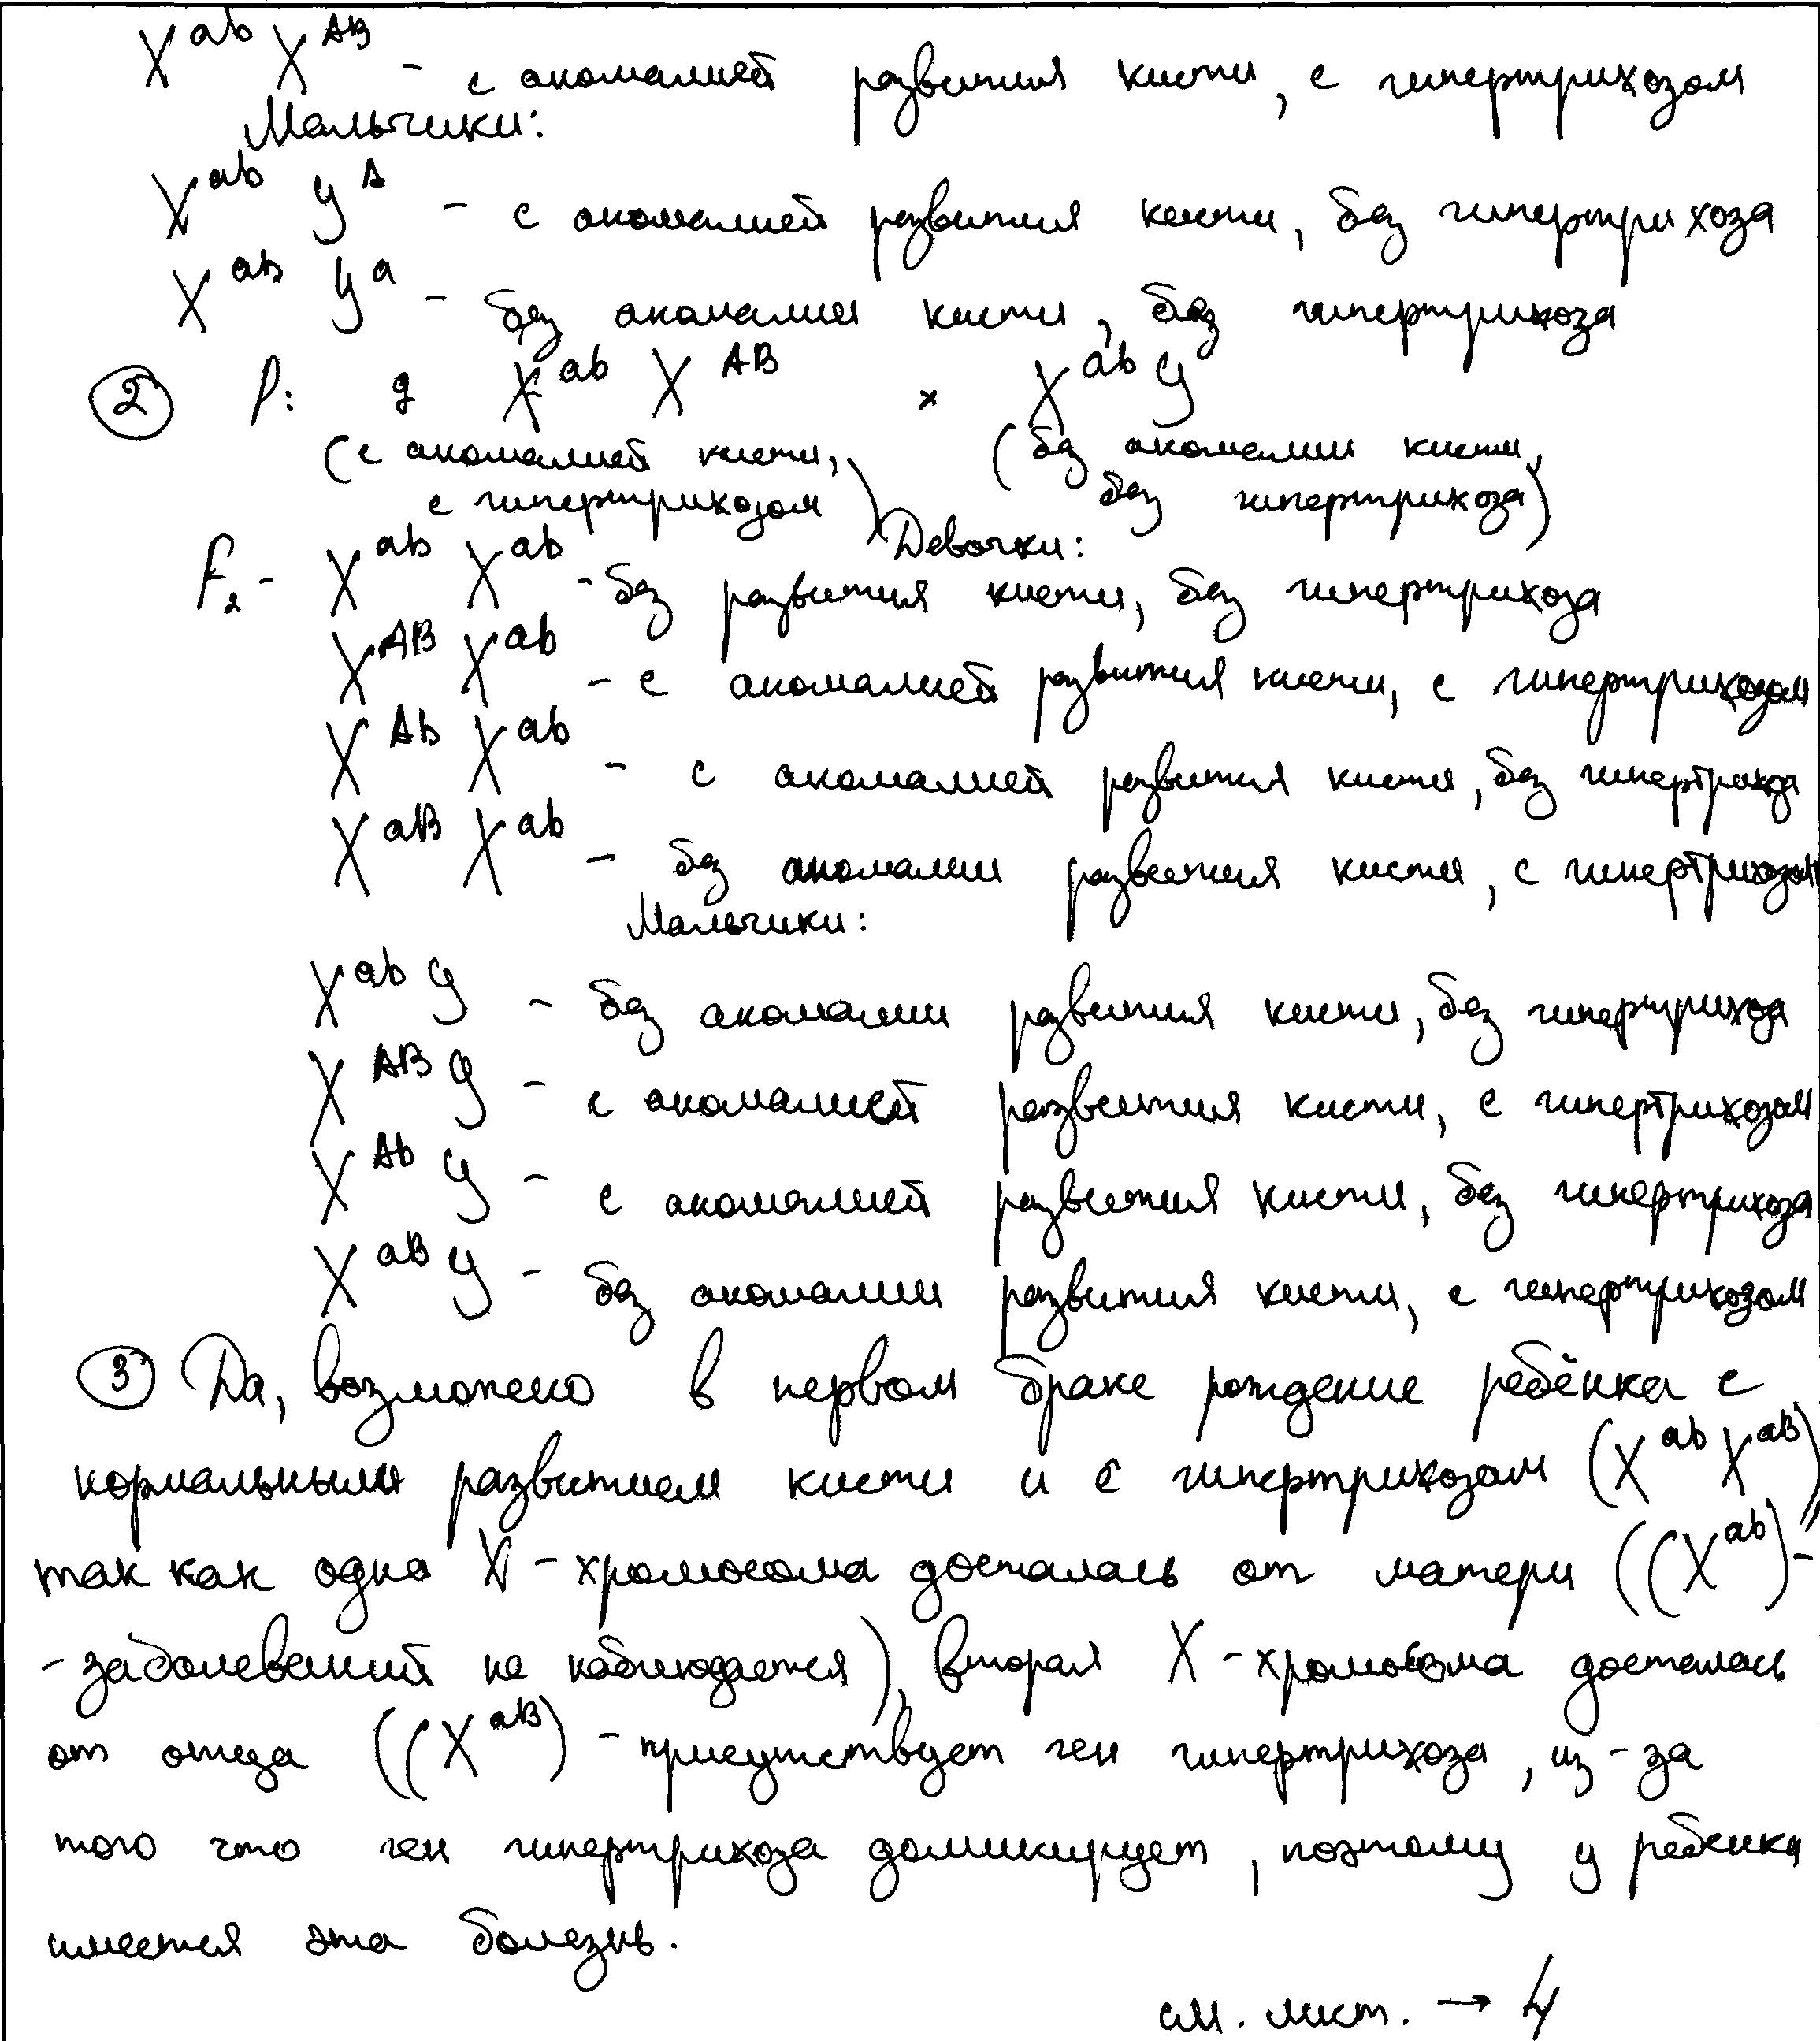 X^ab X^AB - с аномалией развития кисти, с гипертрихозом
Мальчики:
X^ab У^A - с аномалией развития кисти, без гипертрихоза
X^ab У^a - без аномалии кисти, без гипертрихоза
② P: ♀ X^ab X^AB × X^ab У
(с аномалией кисти, с гипертрихозом) (без аномалии кисти, без гипертрихоза)
Девочки:
F₂ - X^ab X^ab - без развития кисти, без гипертрихоза
X^AB X^ab - с аномалией развития кисти, с гипертрихозом
X^Ab X^ab - с аномалией развития кисти, без гипертриха
X^aB X^ab - без аномалии развития кисти, с гипертрихозом
Мальчики:
X^ab У - без аномалии развития кисти, без гипертрихоза
X^AB У - с аномалией развития кисти, с гипертрихозом
X^Ab У - с аномалией развития кисти, без гипертрихоза
X^aB У - без аномалии развития кисти, с гипертрихозом
③ Да, возможено в первом браке рождение ребёнка с
нормальным развитием кисти и с гипертрихозом (X^ab X^aB),
так как одна X-хромосома досталась от матери ((X^ab) -
- заболеваний не наблюдается), вторая X-хромосома досталась
от отца ((X^aB) - присутствует ген гипертрихоза, из-за
того что ген гипертрихоза доминирует, поэтому у ребенка
имеется эта болезнь.
см. лист. → 4